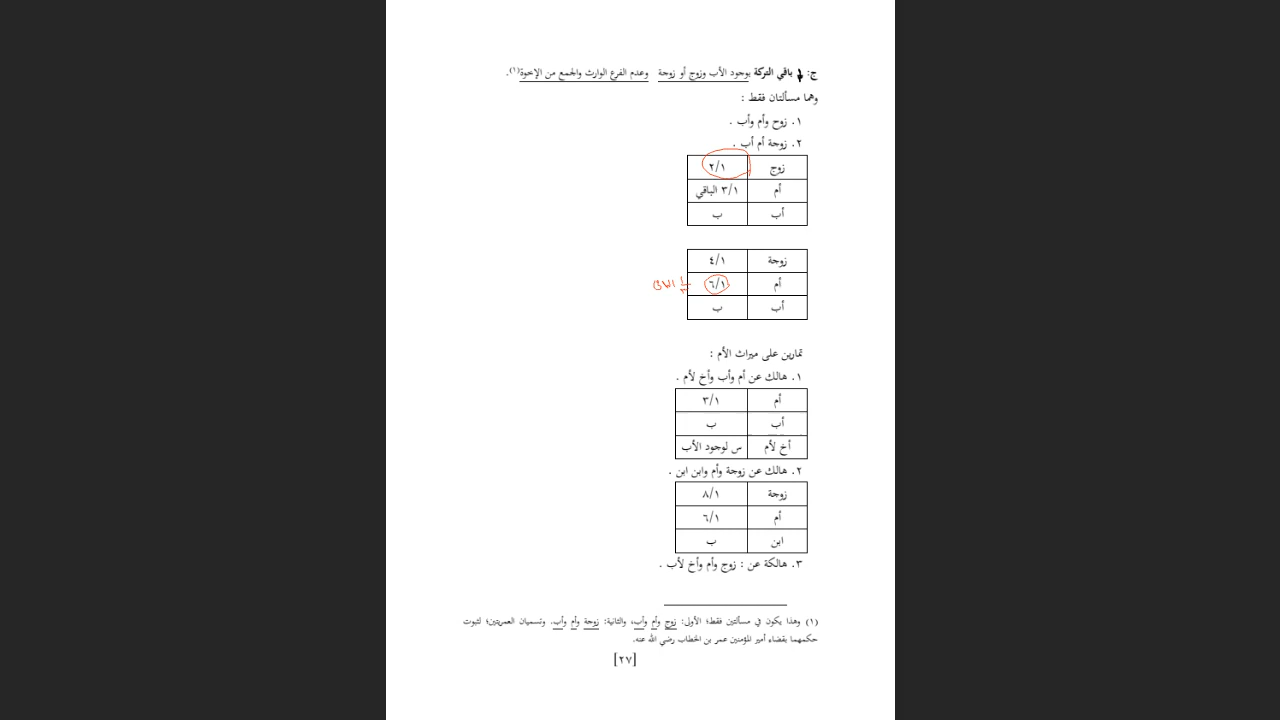 ج: ⅓ باقي التركة بوجود الأب وزوج أو زوجة وعدم الفرع الوارث والجمع من الإخوة(١).
وهما مسألتان فقط :
١. زوج وأم وأب .
٢. زوجة أم أب .
زوج ٢/١
أم ٣/١ الباقي
أب ب
زوجة ٤/١
أم ٦/١ ١/٣ الباقي
أب ب
تمارين على ميراث الأم :
١. هالك عن أم وأب وأخ لأم .
أم ٣/١
أب ب
أخ لأم س لوجود الأب
٢. هالك عن زوجة وأم وابن ابن .
زوجة ٨/١
أم ٦/١
ابن ب
٣. هالكة عن : زوج وأم وأخ لأب .
(١) وهذا يكون في مسألتين فقط؛ الأولى: زوج وأم وأب، والثانية: زوجة وأم وأب. وتسميان العمريتين؛ لثبوت
حكمهما بقضاء أمير المؤمنين عمر بن الخطاب رضي الله عنه.
[٢٧]